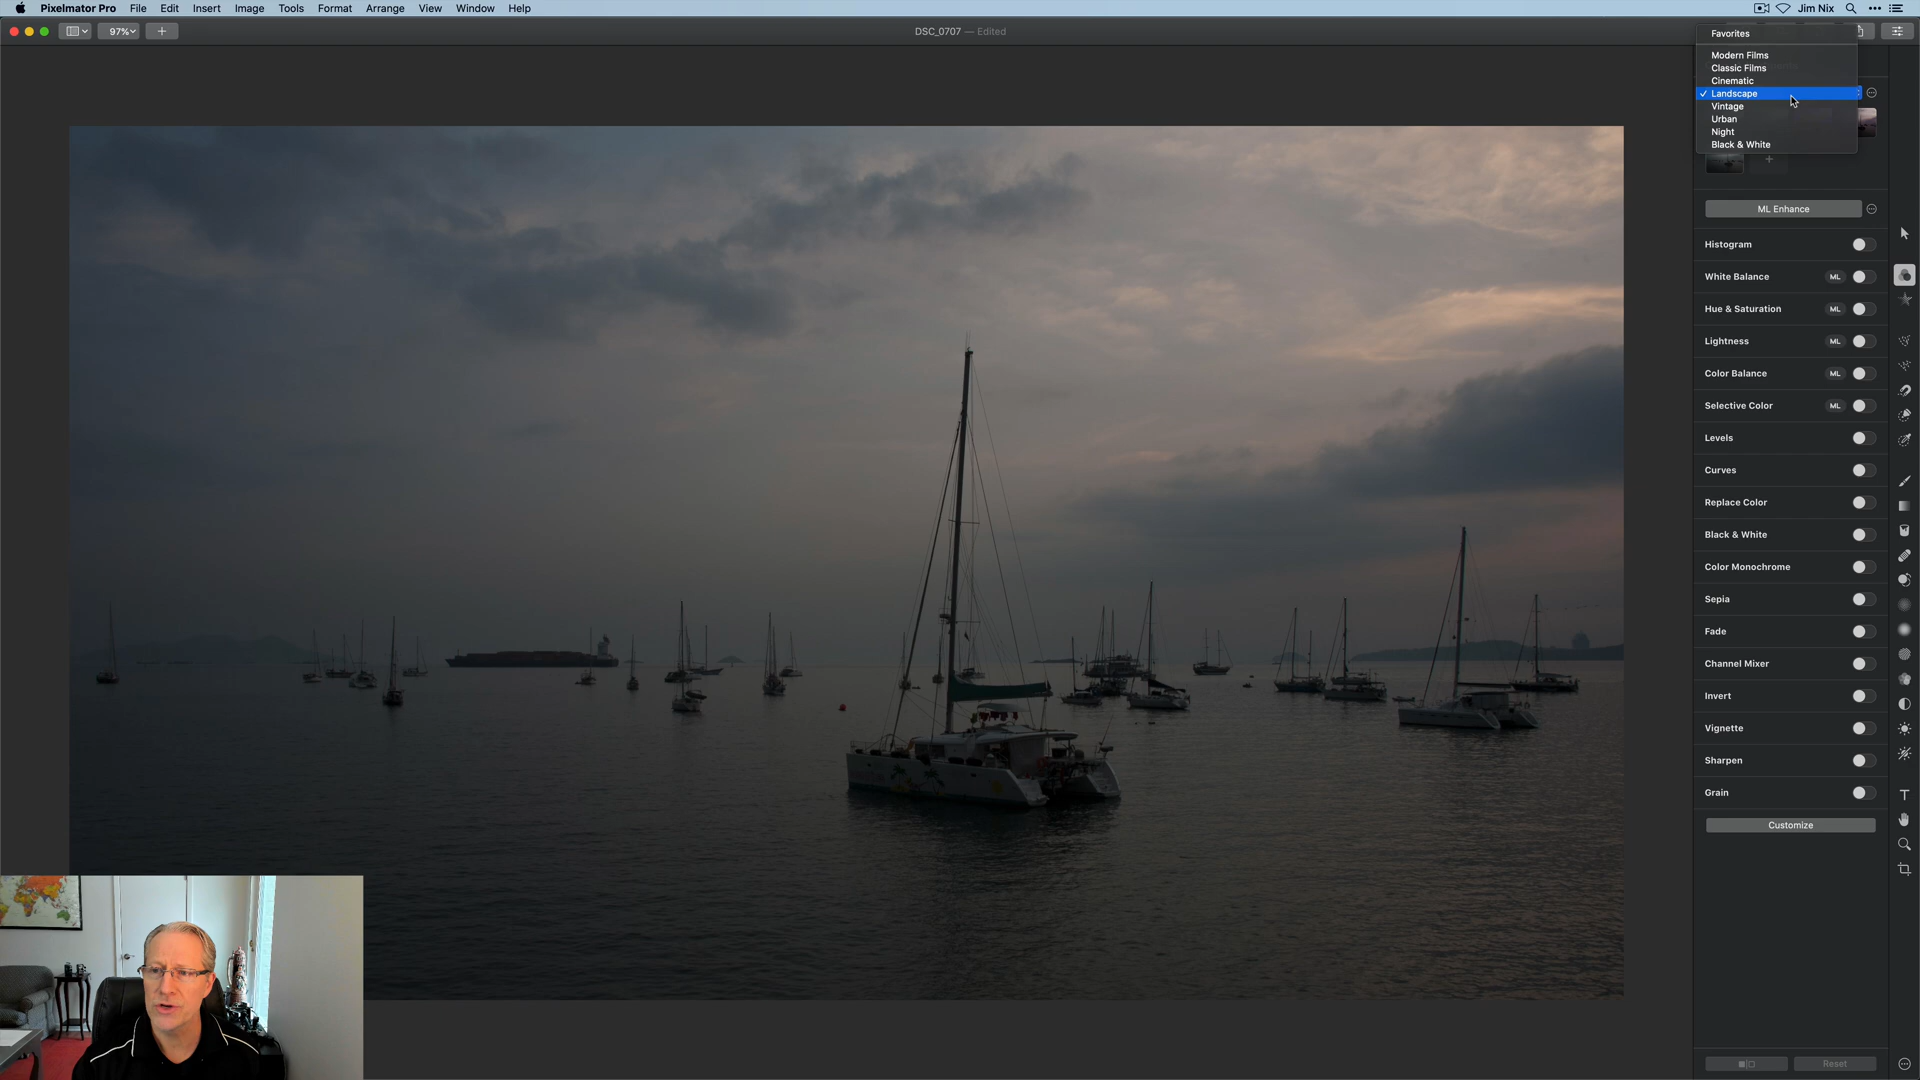 Pixelmator Pro File Edit Insert Image Tools Format Arrange View Window Help Jim Nix
97% DSC_0707 — Edited
Favorites
Modern Films
Classic Films
Cinematic
✓ Landscape
Vintage
Urban
Night
Black & White
ML Enhance
Histogram
White Balance ML
Hue & Saturation ML
Lightness ML
Color Balance ML
Selective Color ML
Levels
Curves
Replace Color
Black & White
Color Monochrome
Sepia
Fade
Channel Mixer
Invert
Vignette
Sharpen
Grain
Customize
Reset